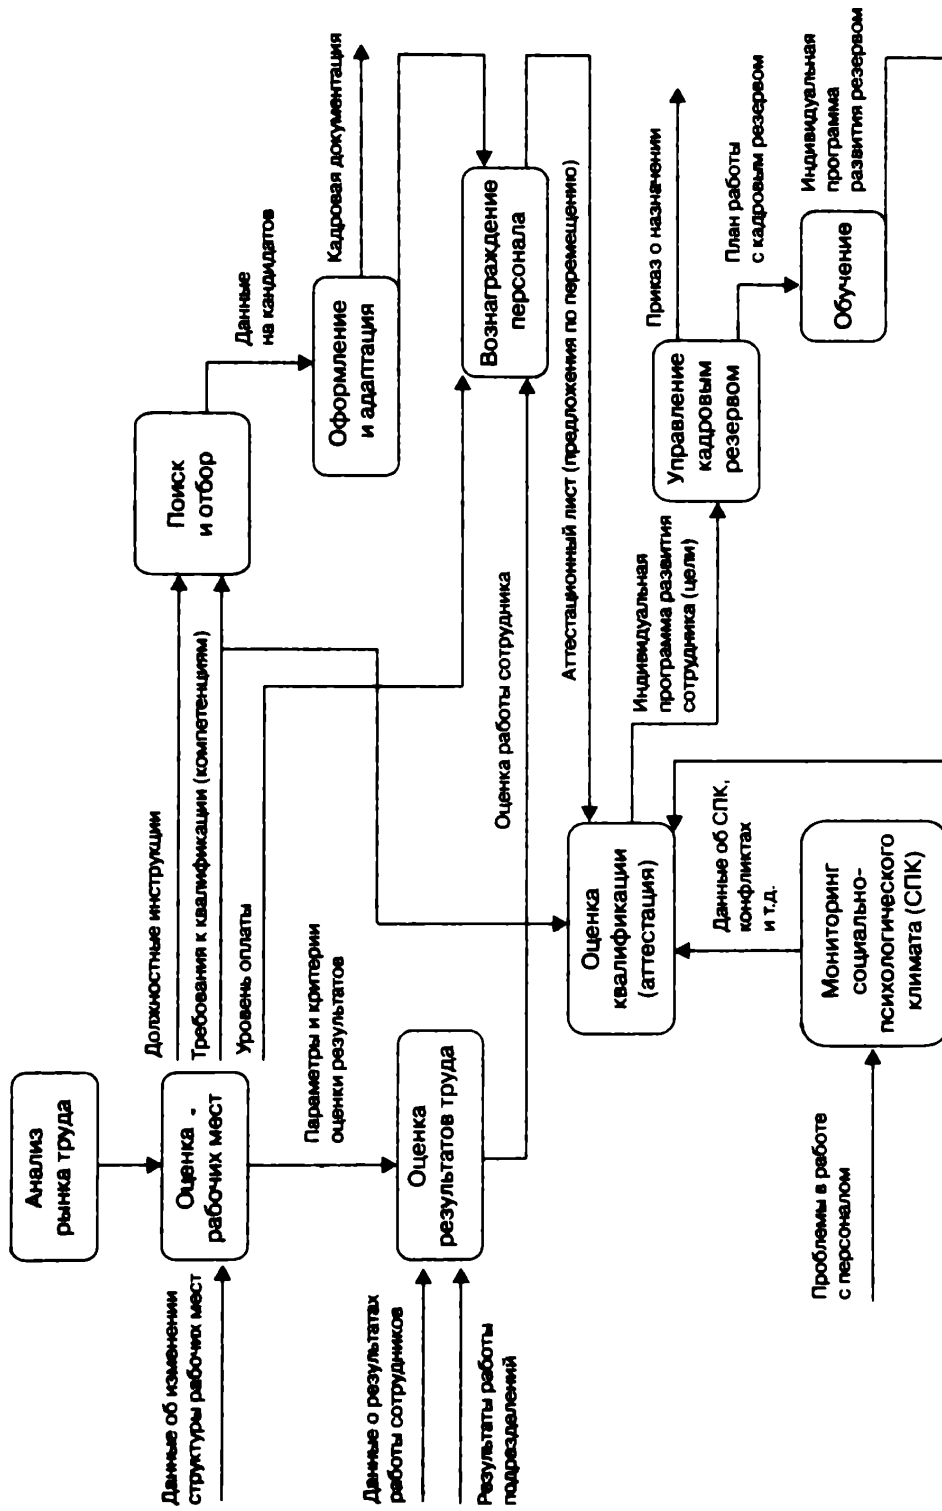 Анализ
рынка труда
Данные об изменении
структуры рабочих мест
Оценка -
рабочих мест
Должностные инструкции
Требования к квалификации (компетенциям)
Уровень оплаты
Поиск
и отбор
Данные
на кандидатов
Оформление
и адаптация
Кадровая документация
Параметры и критерии
оценки результатов
Данные о результатах
работы сотрудников
Результаты работы
подразделений
Оценка
результатов труда
Оценка работы сотрудника
Вознаграждение
персонала
Аттестационный лист (предложения по перемещению)
Оценка
квалификации
(аттестация)
Индивидуальная
программа развития
сотрудника (цели)
Управление
кадровым
резервом
Приказ о назначении
План работы
с кадровым резервом
Обучение
Индивидуальная
программа
развития резервом
Данные об СПК,
конфликтах
и т.д.
Мониторинг
социально-
психологического
климата (СПК)
Проблемы в работе
с персоналом